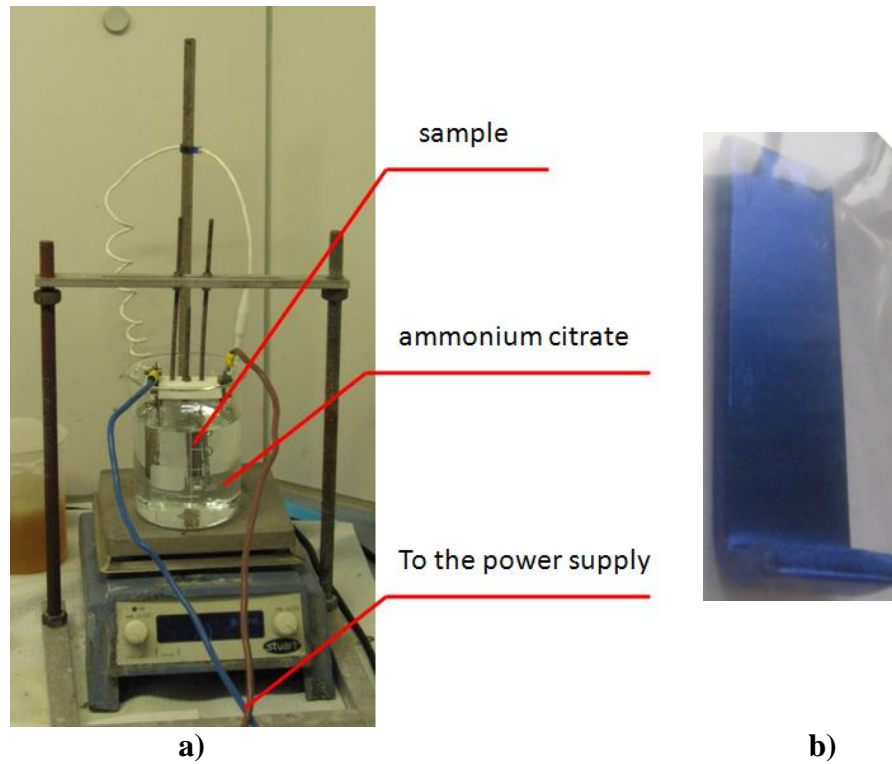 sample
ammonium citrate
To the power supply
stuart
a)
b)